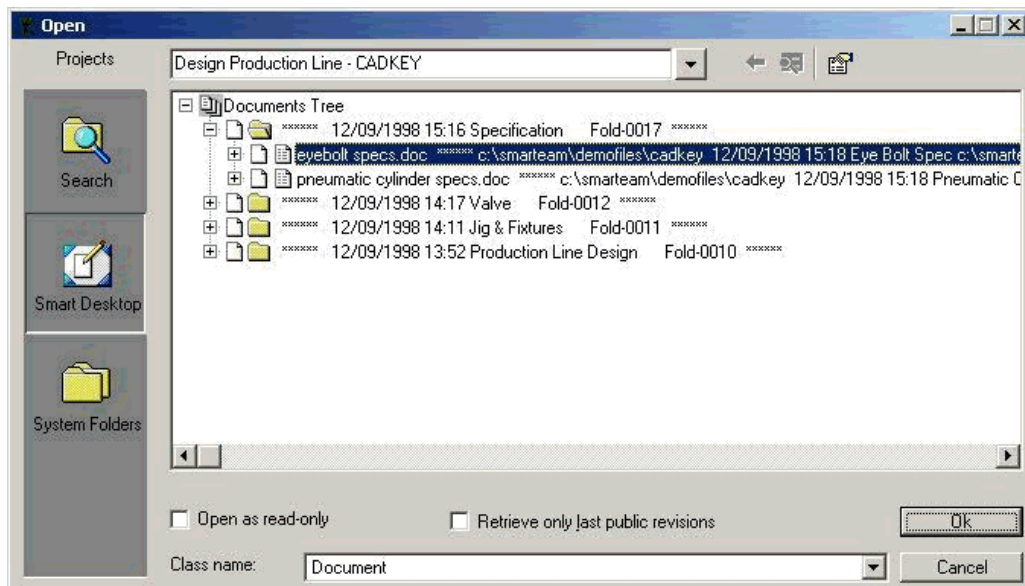 Open
Projects
Design Production Line - CADKEY
Documents Tree
****** 12/09/1998 15:16 Specification Fold-0017 ******
eyebolt specs.doc ****** c:\smarteam\demofiles\cadkey 12/09/1998 15:18 Eye Bolt Spec c:\smarte
pneumatic cylinder specs.doc ****** c:\smarteam\demofiles\cadkey 12/09/1998 15:18 Pneumatic C
****** 12/09/1998 14:17 Valve Fold-0012 ******
****** 12/09/1998 14:11 Jig & Fixtures Fold-0011 ******
****** 12/09/1998 13:52 Production Line Design Fold-0010 ******
Search
Smart Desktop
System Folders
Open as read-only
Retrieve only last public revisions
Ok
Class name:
Document
Cancel